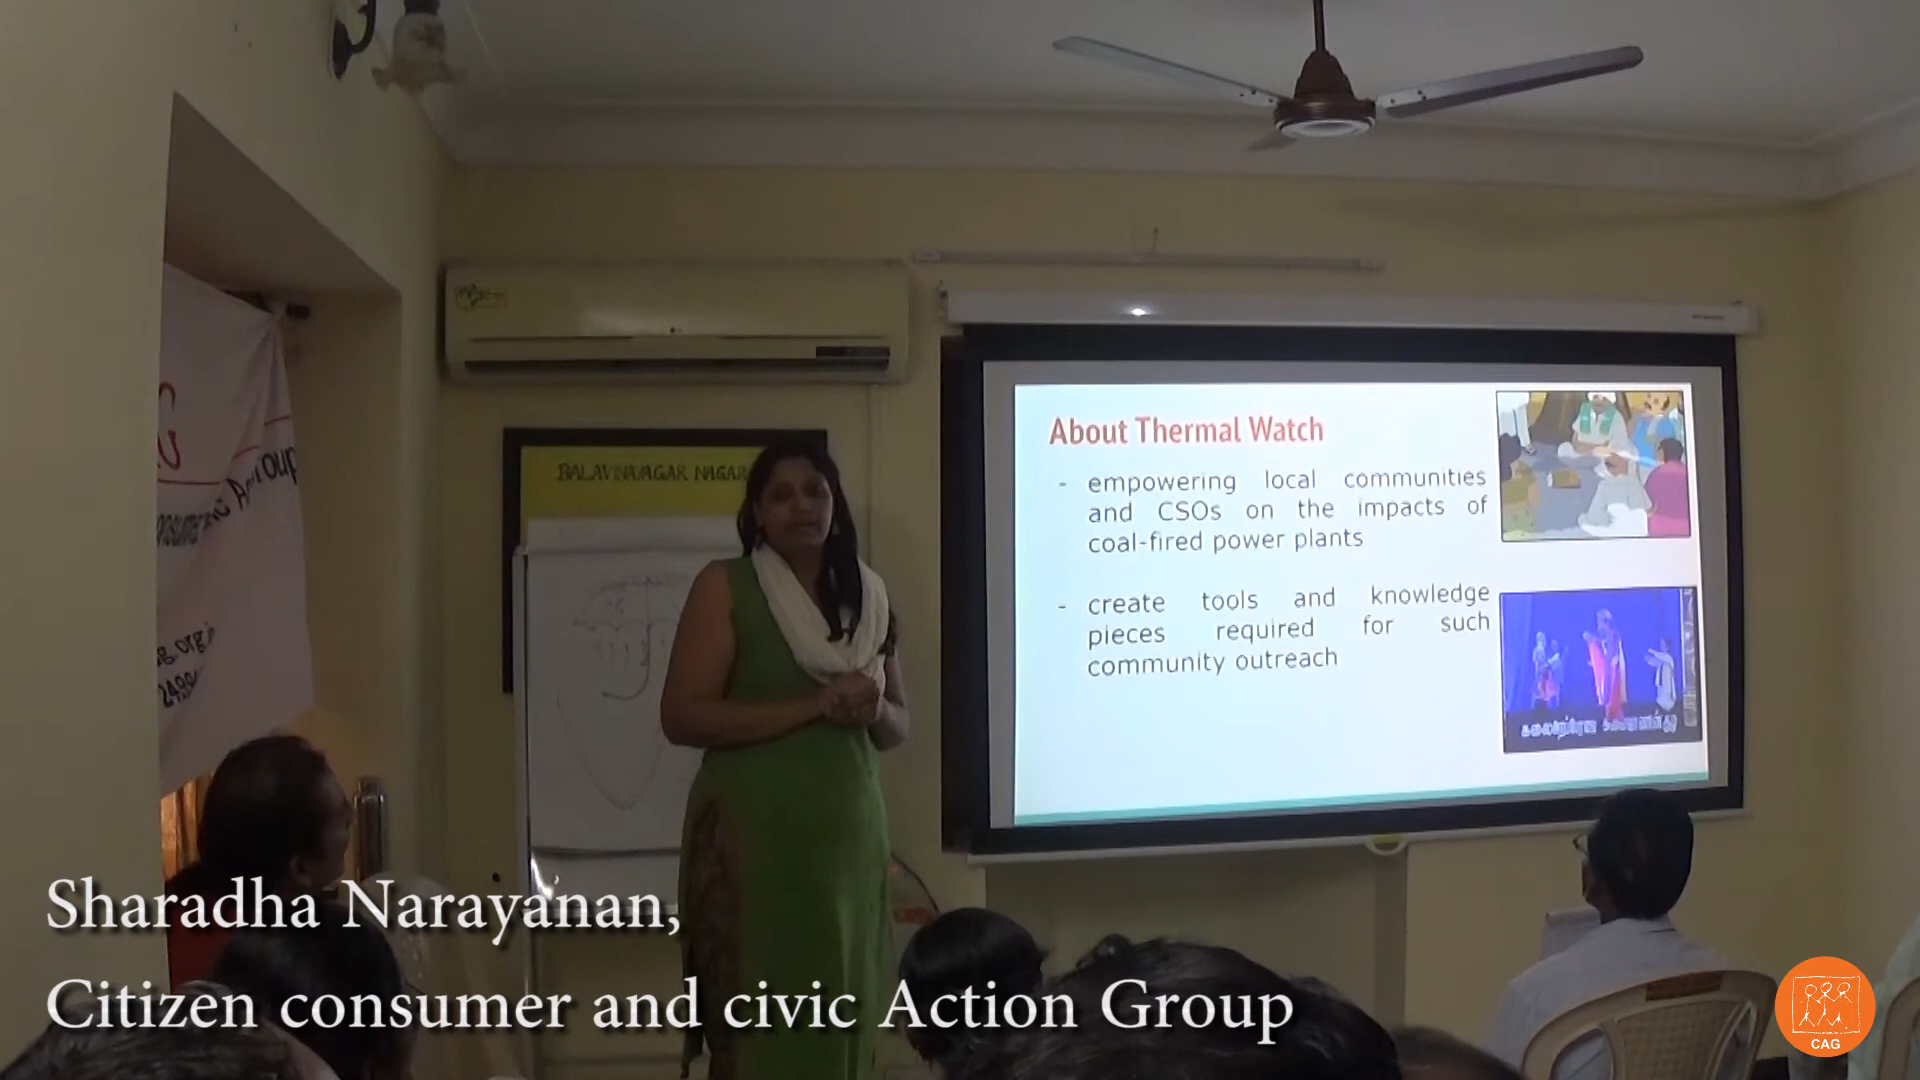 BALAVINAYAGAR NAGAR
About Thermal Watch
- empowering local communities
and CSOs on the impacts of
coal-fired power plants
- create tools and knowledge
pieces required for such
community outreach
Sharadha Narayanan,
Citizen consumer and civic Action Group
CAG